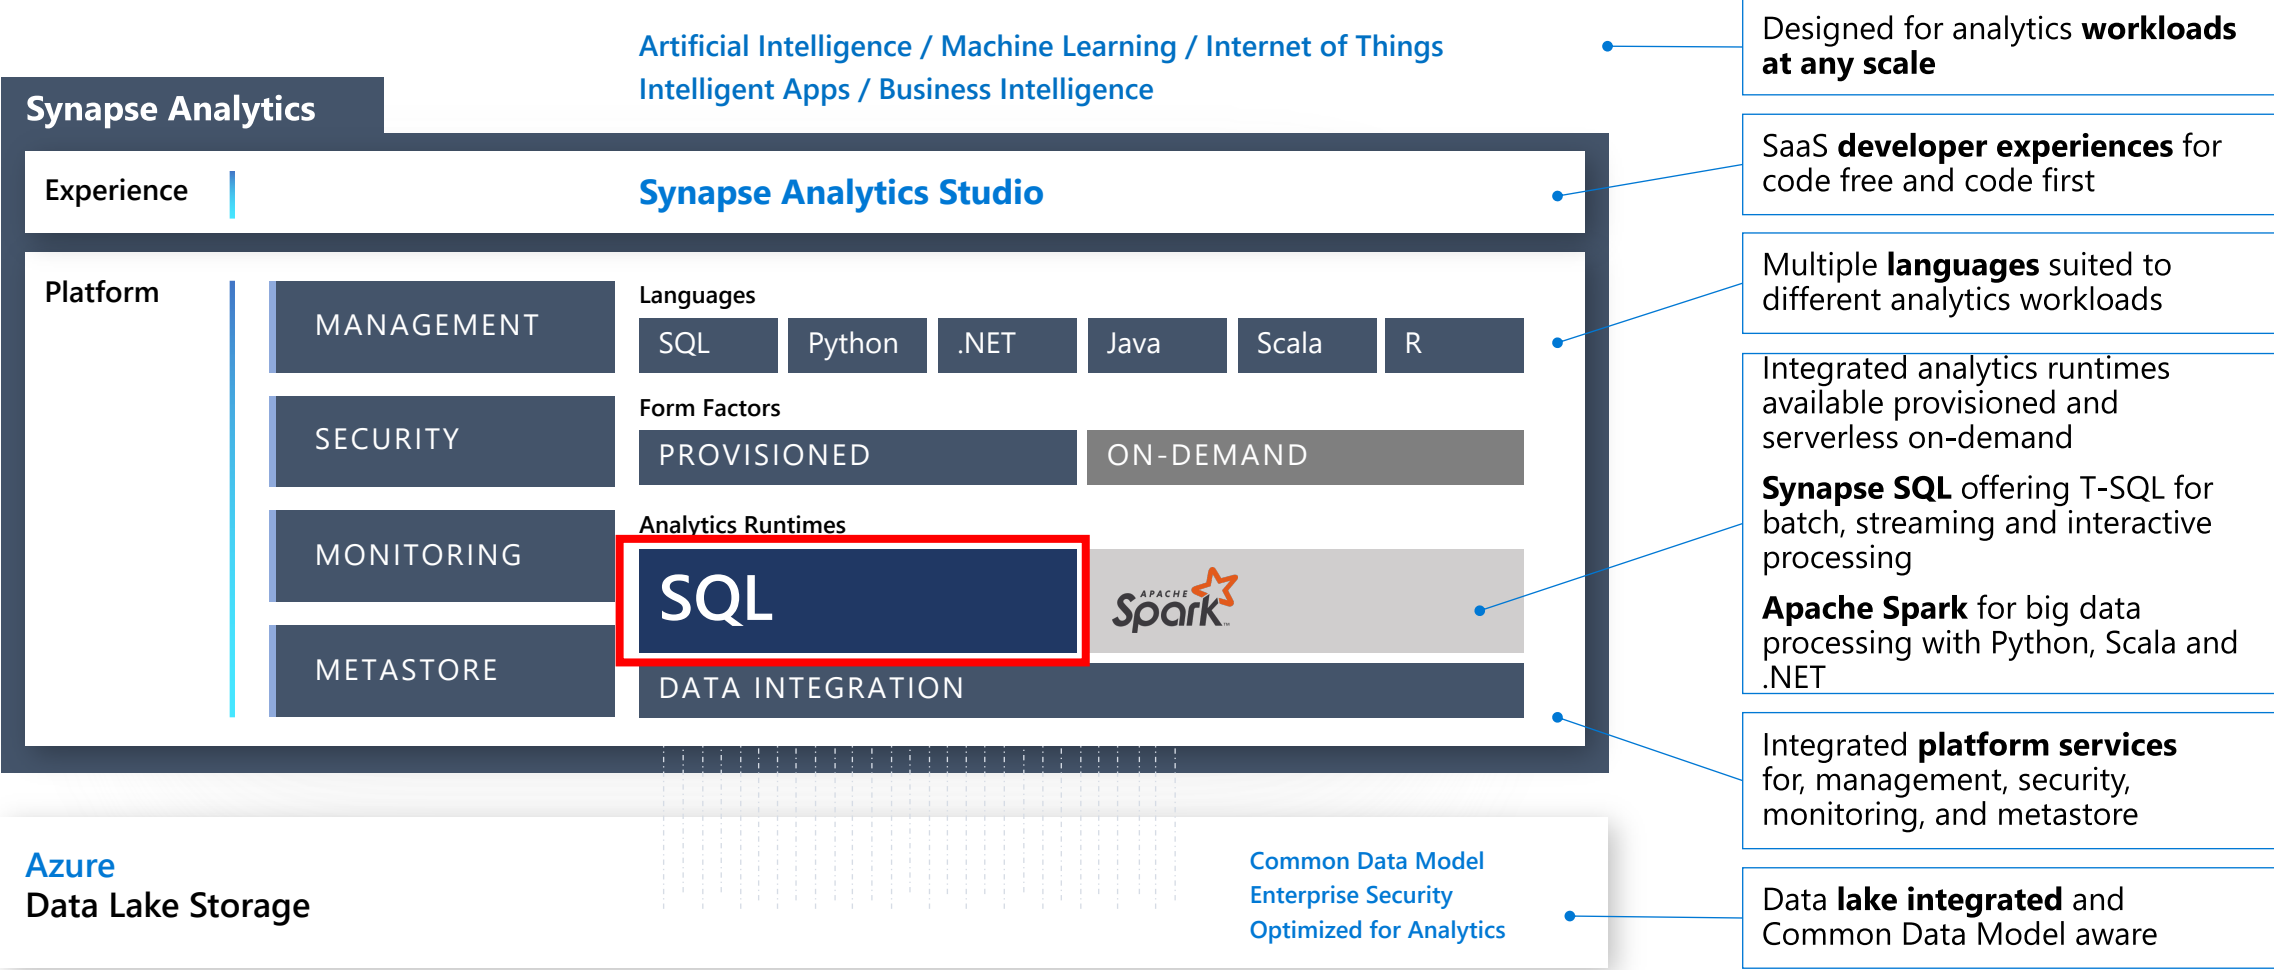 Artificial Intelligence / Machine Learning / Internet of Things
Intelligent Apps / Business Intelligence
Synapse Analytics
Experience
Synapse Analytics Studio
Platform
MANAGEMENT
SECURITY
MONITORING
METASTORE
Languages
SQL
Python
.NET
Java
Scala
R
Form Factors
PROVISIONED
ON-DEMAND
Analytics Runtimes
SQL
APACHE
Spark™
DATA INTEGRATION
Azure
Data Lake Storage
Common Data Model
Enterprise Security
Optimized for Analytics
Designed for analytics workloads
at any scale
SaaS developer experiences for
code free and code first
Multiple languages suited to
different analytics workloads
Integrated analytics runtimes
available provisioned and
serverless on-demand
Synapse SQL offering T-SQL for
batch, streaming and interactive
processing
Apache Spark for big data
processing with Python, Scala and
.NET
Integrated platform services
for, management, security,
monitoring, and metastore
Data lake integrated and
Common Data Model aware